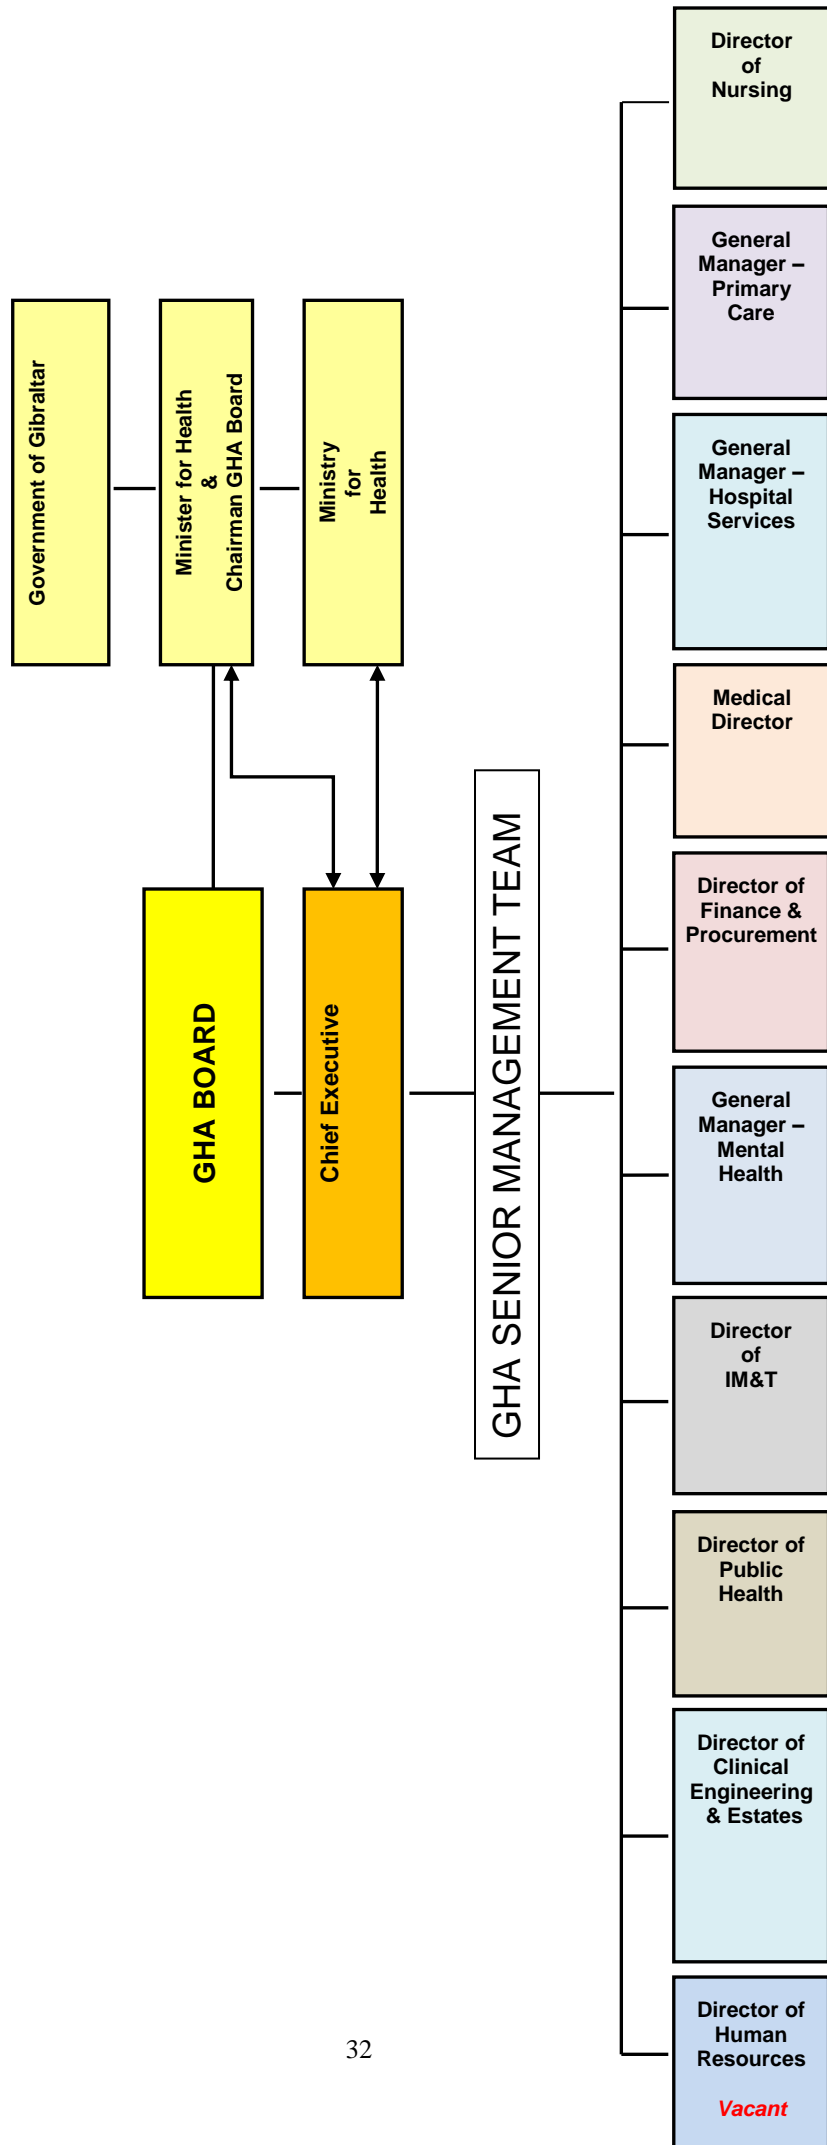 Government of Gibraltar
Minister for Health
&
Chairman GHA Board
Ministry
for
Health
GHA BOARD
Chief Executive
GHA SENIOR MANAGEMENT TEAM
Director
of
Nursing
General
Manager –
Primary
Care
General
Manager –
Hospital
Services
Medical
Director
Director of
Finance &
Procurement
General
Manager –
Mental
Health
Director
of
IM&T
Director of
Public
Health
Director of
Clinical
Engineering
& Estates
Director of
Human
Resources
Vacant
32